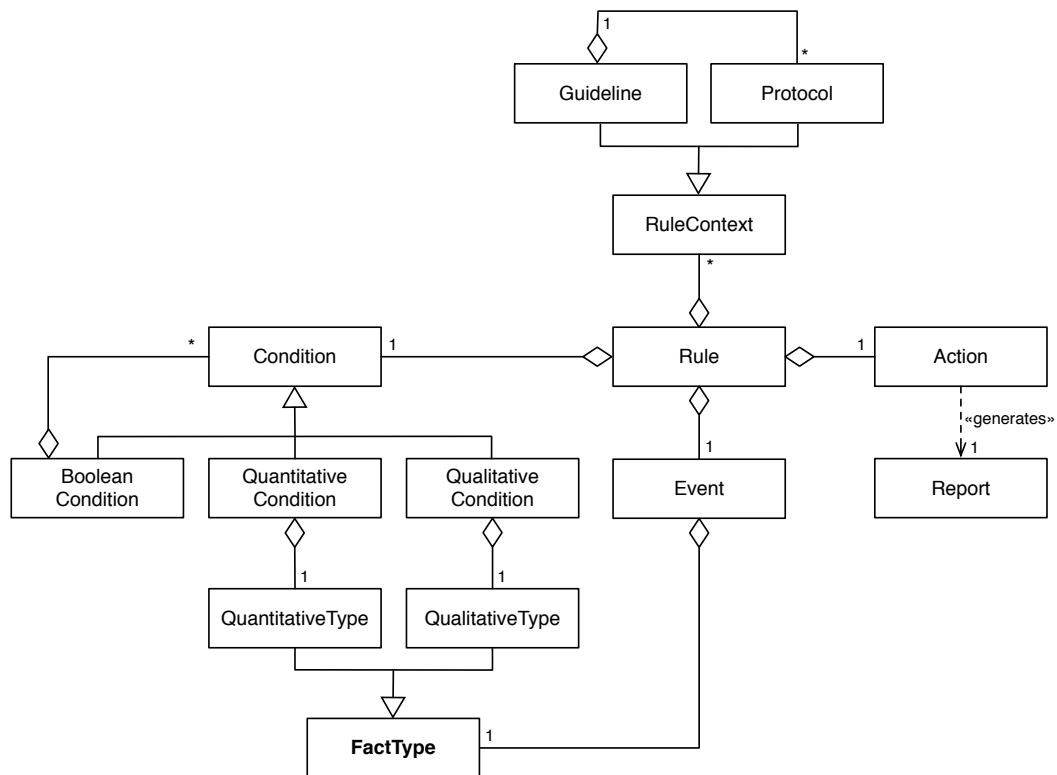 1
*
Guideline
Protocol
RuleContext
*
*
Condition
1
Rule
1
Action
«generates»
1
Boolean
Condition
Quantitative
Condition
Qualitative
Condition
1
Event
Report
1
1
QuantitativeType
QualitativeType
FactType
1